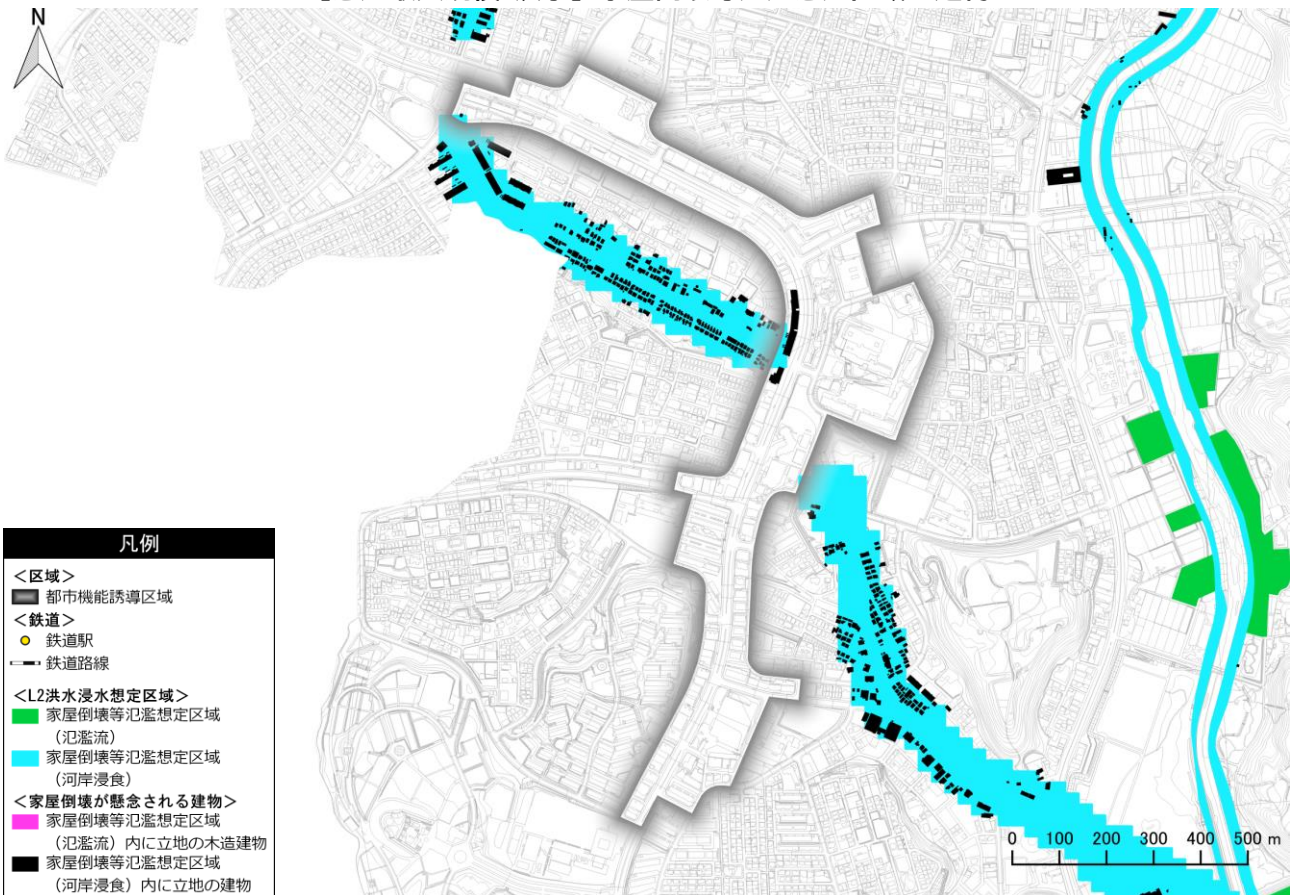 N
凡例
<区域>
都市機能誘導区域
<鉄道>
鉄道駅
鉄道路線
<L2洪水浸水想定区域>
家屋倒壊等氾濫想定区域
(氾濫流)
家屋倒壊等氾濫想定区域
(河岸浸食)
<家屋倒壊が懸念される建物>
家屋倒壊等氾濫想定区域
(氾濫流)内に立地の木造建物
家屋倒壊等氾濫想定区域
(河岸浸食)内に立地の建物
0 100 200 300 400 500 m